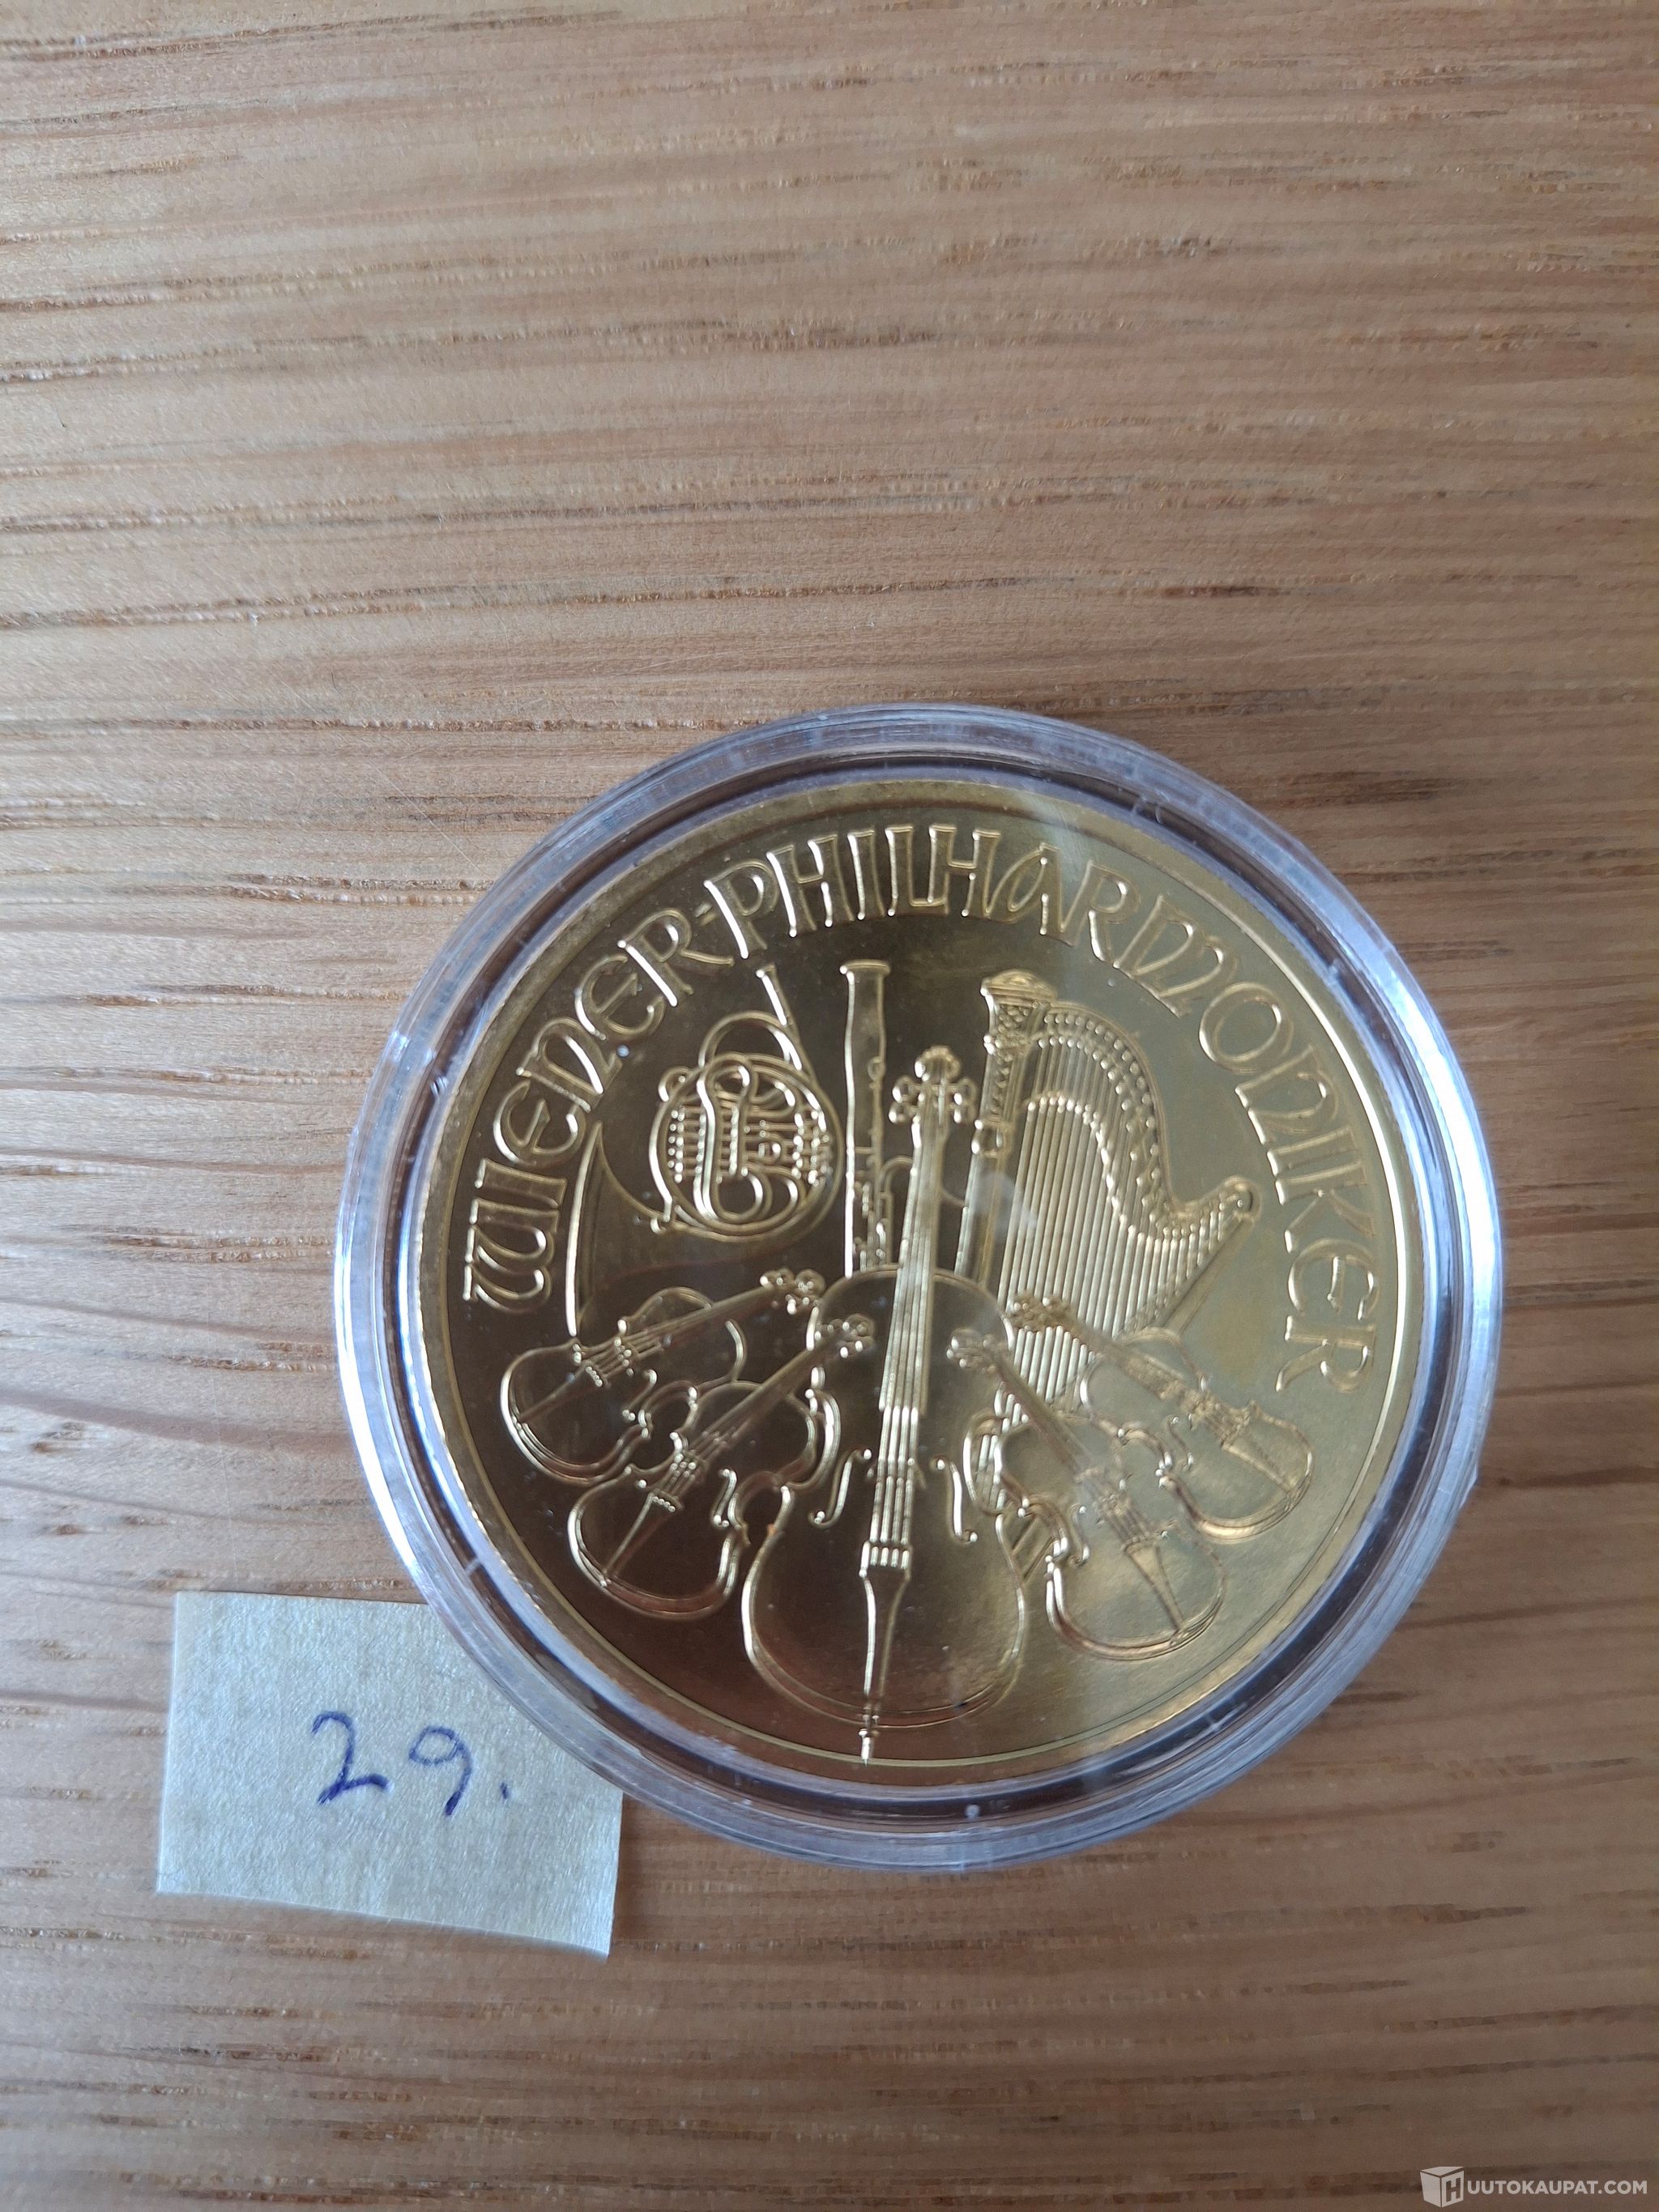 WIENER-PHILHARMONIKER
29.
HUUTOKAUPAT.COM